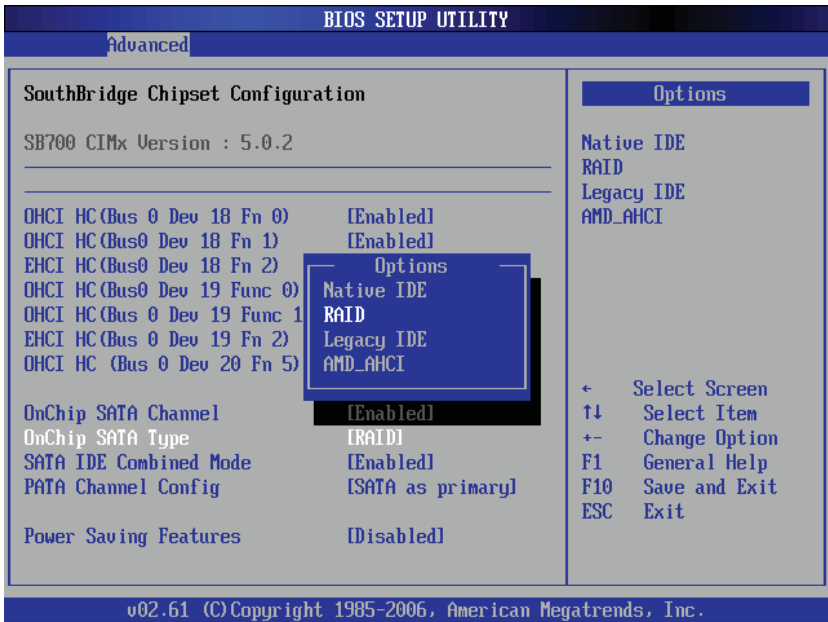 BIOS SETUP UTILITY
Advanced
SouthBridge Chipset Configuration
SB700 CIMx Version : 5.0.2
OHCI HC(Bus 0 Dev 18 Fn 0) [Enabled]
OHCI HC(Bus0 Dev 18 Fn 1) [Enabled]
EHCI HC(Bus0 Dev 18 Fn 2)
OHCI HC(Bus0 Dev 19 Func 0)
OHCI HC(Bus 0 Dev 19 Func 1
EHCI HC(Bus 0 Dev 19 Fn 2)
OHCI HC (Bus 0 Dev 20 Fn 5)
Options
Native IDE
RAID
Legacy IDE
AMD_AHCI
OnChip SATA Channel [Enabled]
OnChip SATA Type [RAID]
SATA IDE Combined Mode [Enabled]
PATA Channel Config [SATA as primary]
Power Saving Features [Disabled]
Options
Native IDE
RAID
Legacy IDE
AMD_AHCI
← Select Screen
↑↓ Select Item
+- Change Option
F1 General Help
F10 Save and Exit
ESC Exit
v02.61 (C)Copyright 1985-2006, American Megatrends, Inc.